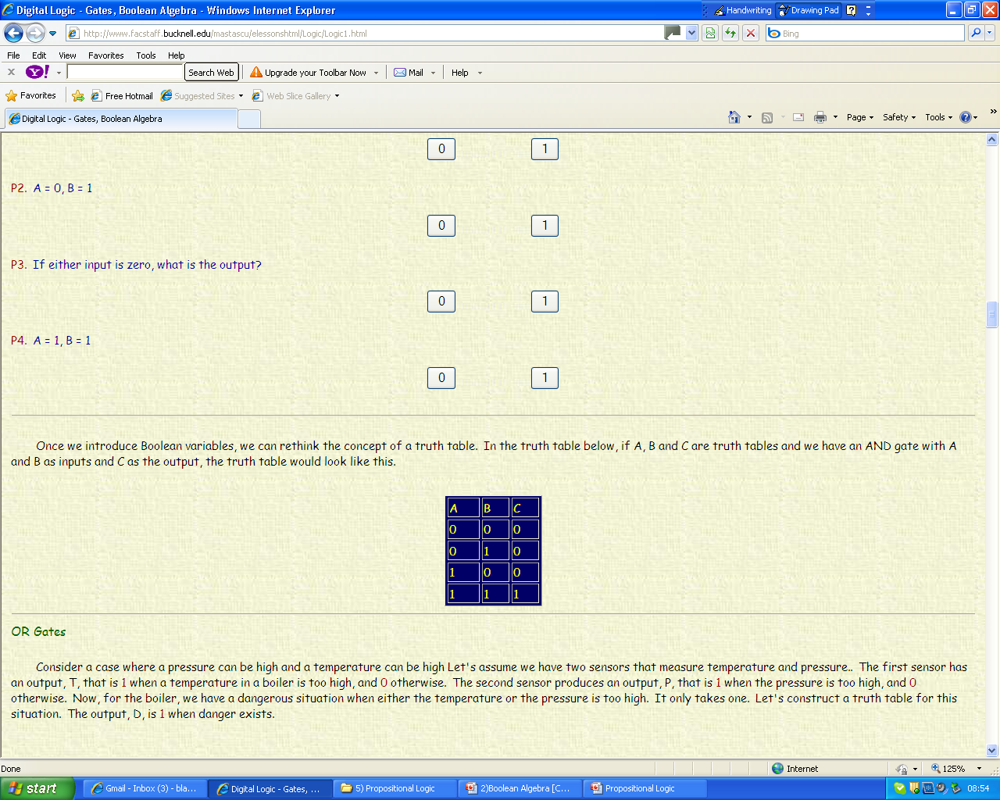 Digital Logic - Gates, Boolean Algebra - Windows Internet Explorer
Handwriting Drawing Pad
http://www.facstaff.bucknell.edu/mastascu/elessonshtml/Logic/Logic1.html
Bing
File Edit View Favorites Tools Help
x Y! Search Web Upgrade your Toolbar Now Mail Help
Favorites Free Hotmail Suggested Sites Web Slice Gallery
Digital Logic - Gates, Boolean Algebra Page Safety Tools »
0 1
P2. A = 0, B = 1
0 1
P3. If either input is zero, what is the output?
0 1
P4. A = 1, B = 1
0 1
Once we introduce Boolean variables, we can rethink the concept of a truth table. In the truth table below, if A, B and C are truth tables and we have an AND gate with A
and B as inputs and C as the output, the truth table would look like this.
A B C
0 0 0
0 1 0
1 0 0
1 1 1
OR Gates
Consider a case where a pressure can be high and a temperature can be high Let's assume we have two sensors that measure temperature and pressure.. The first sensor has
an output, T, that is 1 when a temperature in a boiler is too high, and 0 otherwise. The second sensor produces an output, P, that is 1 when the pressure is too high, and 0
otherwise. Now, for the boiler, we have a dangerous situation when either the temperature or the pressure is too high. It only takes one. Let's construct a truth table for this
situation. The output, D, is 1 when danger exists.
Done Internet 125%
start Gmail - Inbox (3) - bla... Digital Logic - Gates, ... 5) Propositional Logic 2)Boolean Algebra [C... Propositional Logic 08:54